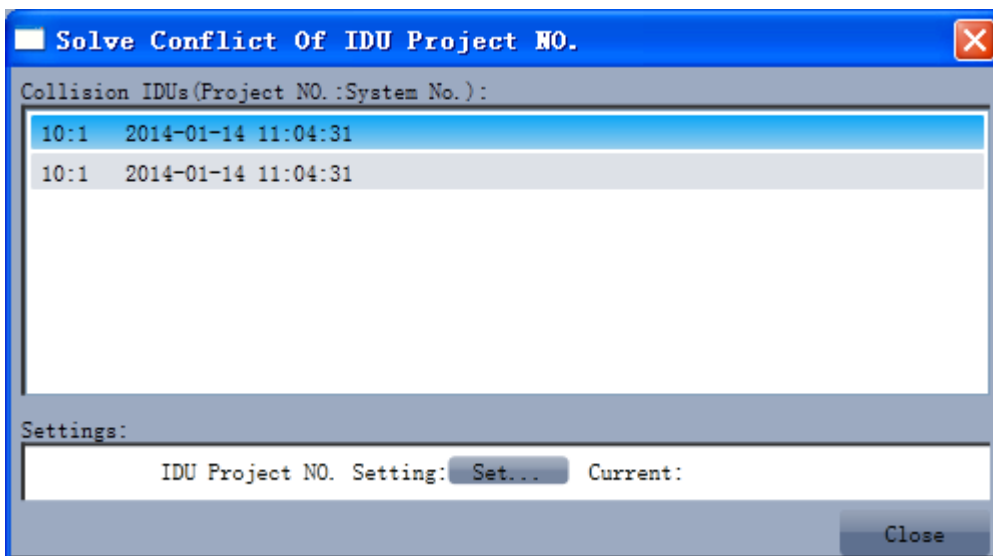 Solve Conflict Of IDU Project NO.
Collision IDUs(Project NO.:System No.):
10:1 2014-01-14 11:04:31
10:1 2014-01-14 11:04:31
Settings:
IDU Project NO. Setting: Set... Current:
Close